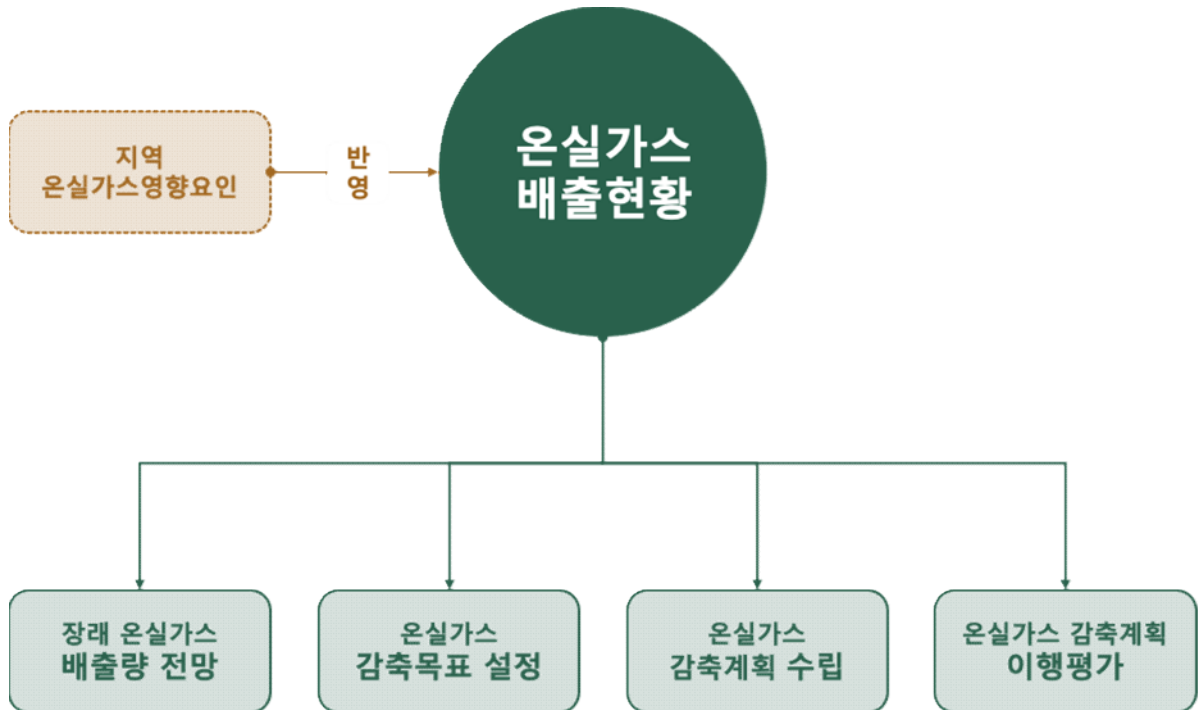 온실가스
배출현황
지역
온실가스영향요인
반
영
장래 온실가스
배출량 전망
온실가스
감축목표 설정
온실가스
감축계획 수립
온실가스 감축계획
이행평가